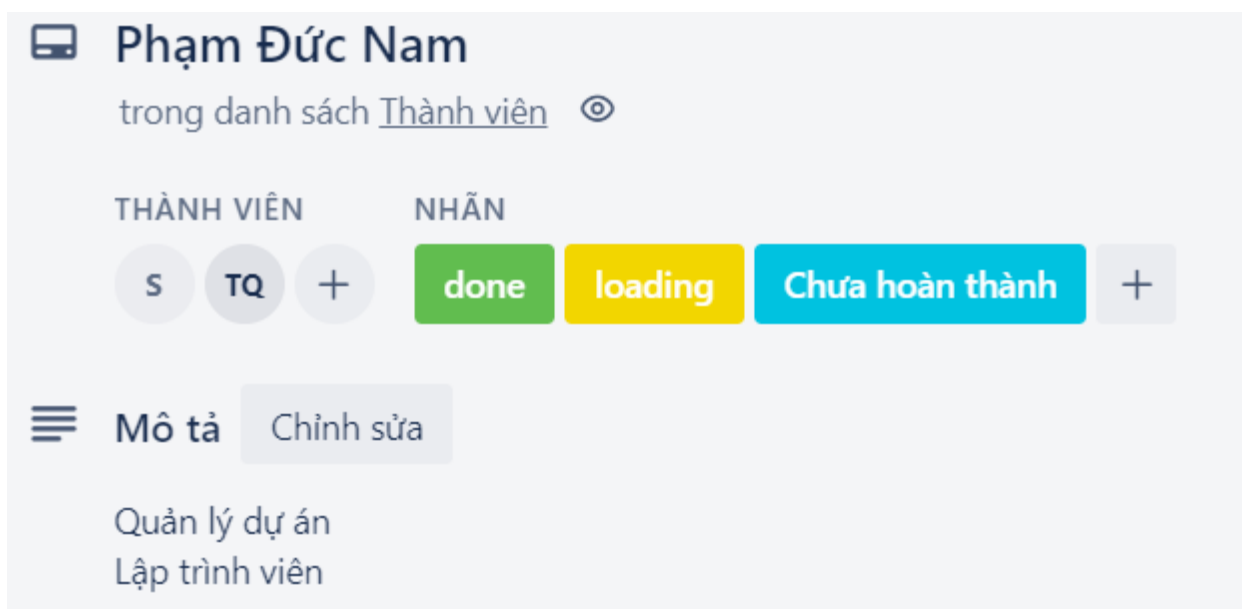 Phạm Đức Nam
trong danh sách Thành viên
THÀNH VIÊN NHÃN
S TQ + done loading Chưa hoàn thành +
Mô tả Chỉnh sửa
Quản lý dự án
Lập trình viên